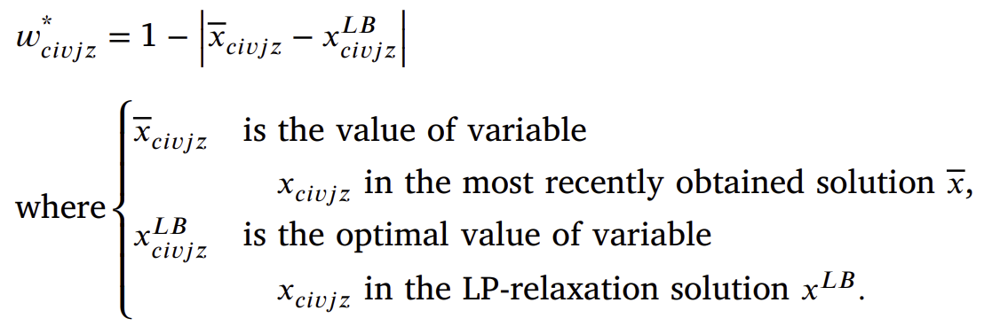 w*_{civjz} = 1 − |x̄_{civjz} − x^{LB}_{civjz}|
where { x̄_{civjz} is the value of variable
x_{civjz} in the most recently obtained solution x̄,
x^{LB}_{civjz} is the optimal value of variable
x_{civjz} in the LP-relaxation solution x^{LB}.